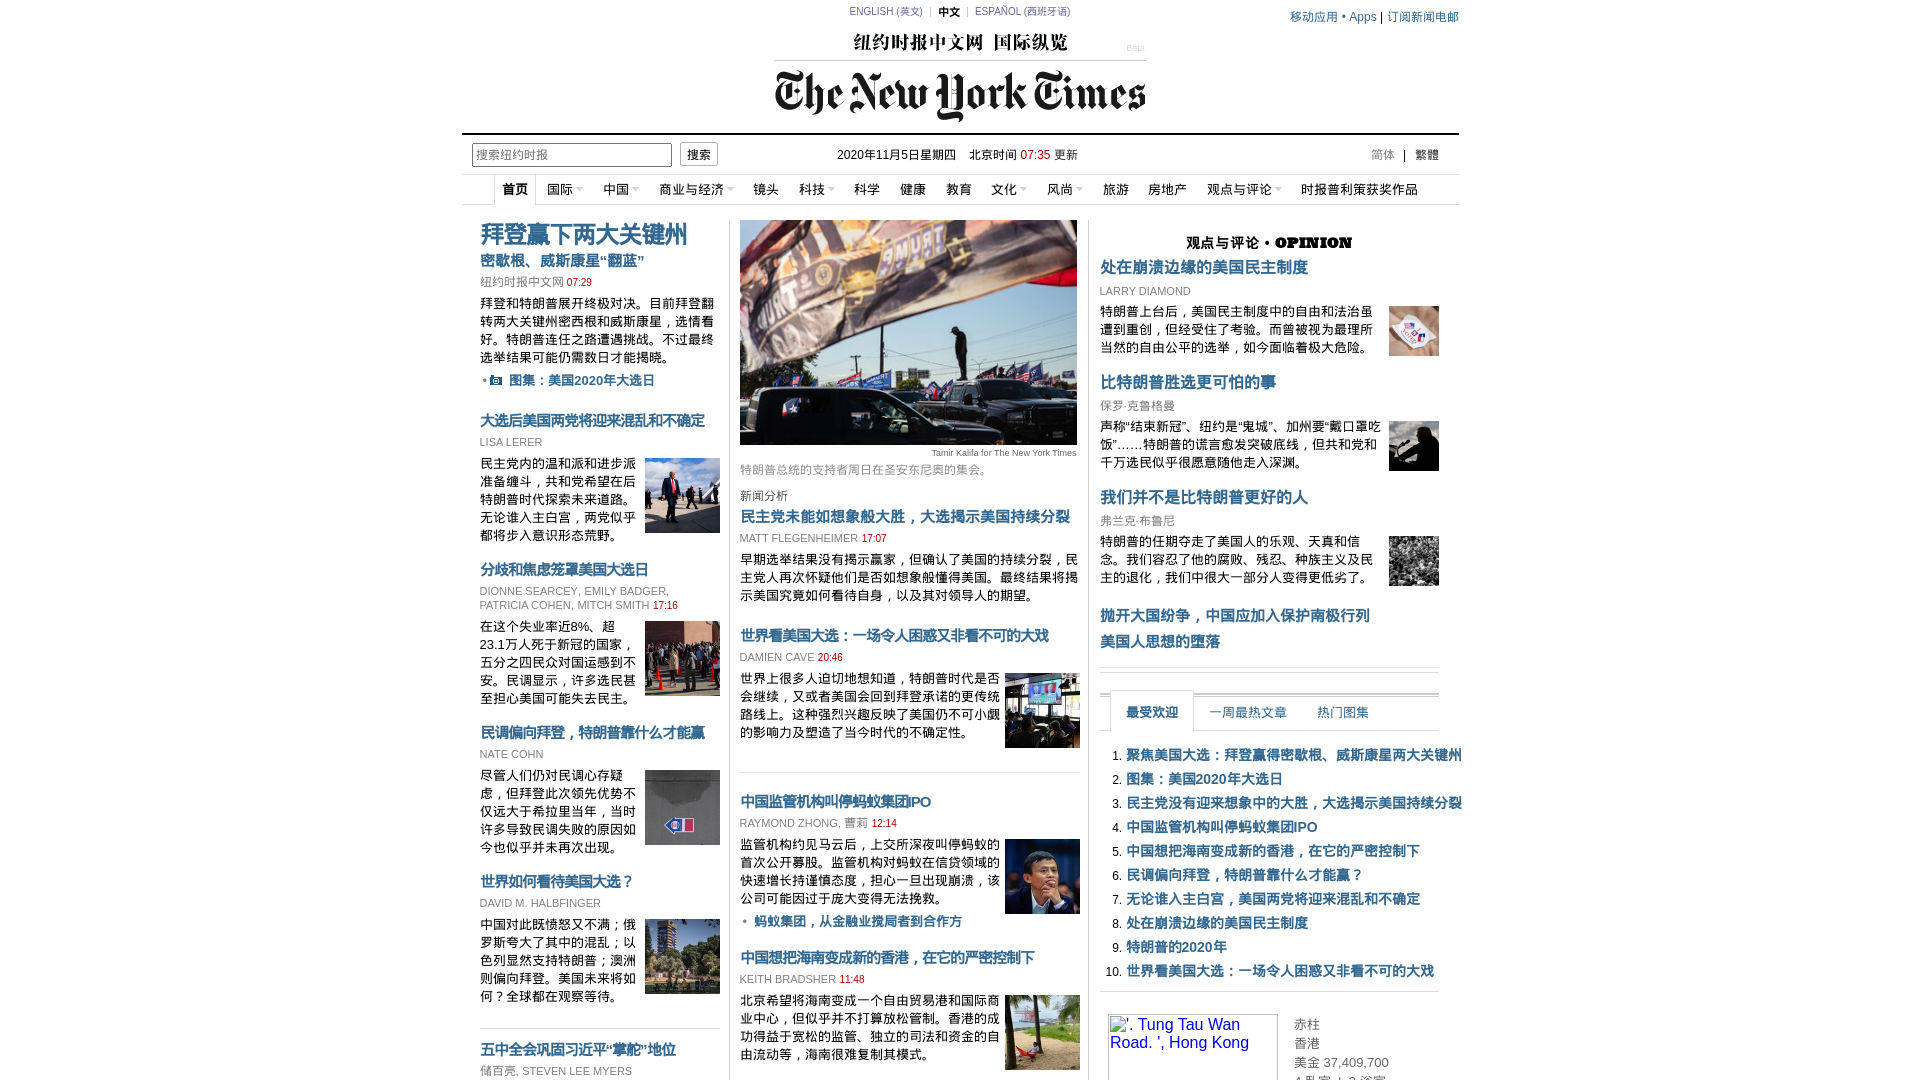 ENGLISH (英文) 中文 ESPAÑOL (西班牙语)
移动应用 • Apps | 订阅新闻电邮
纽约时报中文网 国际纵览
Beta
The New York Times
搜索纽约时报 搜索
2020年11月5日星期四 北京时间 07:35 更新
简体 | 繁體
首页 国际 中国 商业与经济 镜头 科技 科学 健康 教育 文化 风尚 旅游 房地产 观点与评论 时报普利策获奖作品
拜登赢下两大关键州
密歇根、威斯康星“翻蓝”
纽约时报中文网 07:29
拜登和特朗普展开终极对决。目前拜登翻
转两大关键州密西根和威斯康星，选情看
好。特朗普连任之路遭遇挑战。不过最终
选举结果可能仍需数日才能揭晓。
• 图集：美国2020年大选日
大选后美国两党将迎来混乱和不确定
LISA LERER
民主党内的温和派和进步派
准备缠斗，共和党希望在后
特朗普时代探索未来道路。
无论谁入主白宫，两党似乎
都将步入意识形态荒野。
分歧和焦虑笼罩美国大选日
DIONNE SEARCEY, EMILY BADGER,
PATRICIA COHEN, MITCH SMITH 17:16
在这个失业率近8%、超
23.1万人死于新冠的国家，
五分之四民众对国运感到不
安。民调显示，许多选民甚
至担心美国可能失去民主。
民调偏向拜登，特朗普靠什么才能赢
NATE COHN
尽管人们仍对民调心存疑
虑，但拜登此次领先优势不
仅远大于希拉里当年，当时
许多导致民调失败的原因如
今也似乎并未再次出现。
世界如何看待美国大选？
DAVID M. HALBFINGER
中国对此既愤怒又不满；俄
罗斯夸大了其中的混乱；以
色列显然支持特朗普；澳洲
则偏向拜登。美国未来将如
何？全球都在观察等待。
五中全会巩固习近平“掌舵”地位
储百亮, STEVEN LEE MYERS
TRUMP
Tamir Kalifa for The New York Times
特朗普总统的支持者周日在圣安东尼奥的集会。
新闻分析
民主党未能如想象般大胜，大选揭示美国持续分裂
MATT FLEGENHEIMER 17:07
早期选举结果没有揭示赢家，但确认了美国的持续分裂，民
主党人再次怀疑他们是否如想象般懂得美国。最终结果将揭
示美国究竟如何看待自身，以及其对领导人的期望。
世界看美国大选：一场令人困惑又非看不可的大戏
DAMIEN CAVE 20:46
世界上很多人迫切地想知道，特朗普时代是否
会继续，又或者美国会回到拜登承诺的更传统
路线上。这种强烈兴趣反映了美国仍不可小觑
的影响力及塑造了当今时代的不确定性。
中国监管机构叫停蚂蚁集团IPO
RAYMOND ZHONG, 曹莉 12:14
监管机构约见马云后，上交所深夜叫停蚂蚁的
首次公开募股。监管机构对蚂蚁在信贷领域的
快速增长持谨慎态度，担心一旦出现崩溃，该
公司可能因过于庞大变得无法挽救。
• 蚂蚁集团，从金融业搅局者到合作方
中国想把海南变成新的香港，在它的严密控制下
KEITH BRADSHER 11:48
北京希望将海南变成一个自由贸易港和国际商
业中心，但似乎并不打算放松管制。香港的成
功得益于宽松的监管、独立的司法和资金的自
由流动等，海南很难复制其模式。
观点与评论 • OPINION
处在崩溃边缘的美国民主制度
LARRY DIAMOND
特朗普上台后，美国民主制度中的自由和法治虽
遭到重创，但经受住了考验。而曾被视为最理所
当然的自由公平的选举，如今面临着极大危险。
比特朗普胜选更可怕的事
保罗·克鲁格曼
声称“结束新冠”、纽约是“鬼城”、加州要“戴口罩吃
饭”……特朗普的谎言愈发突破底线，但共和党和
千万选民似乎很愿意随他走入深渊。
我们并不是比特朗普更好的人
弗兰克·布鲁尼
特朗普的任期夺走了美国人的乐观、天真和信
念。我们容忍了他的腐败、残忍、种族主义及民
主的退化，我们中很大一部分人变得更低劣了。
抛开大国纷争，中国应加入保护南极行列
美国人思想的堕落
最受欢迎 一周最热文章 热门图集
1. 聚焦美国大选：拜登赢得密歇根、威斯康星两大关键州
2. 图集：美国2020年大选日
3. 民主党没有迎来想象中的大胜，大选揭示美国持续分裂
4. 中国监管机构叫停蚂蚁集团IPO
5. 中国想把海南变成新的香港，在它的严密控制下
6. 民调偏向拜登，特朗普靠什么才能赢？
7. 无论谁入主白宫，美国两党将迎来混乱和不确定
8. 处在崩溃边缘的美国民主制度
9. 特朗普的2020年
10. 世界看美国大选：一场令人困惑又非看不可的大戏
'. Tung Tau Wan
Road. ', Hong Kong
赤柱
香港
美金 37,409,700